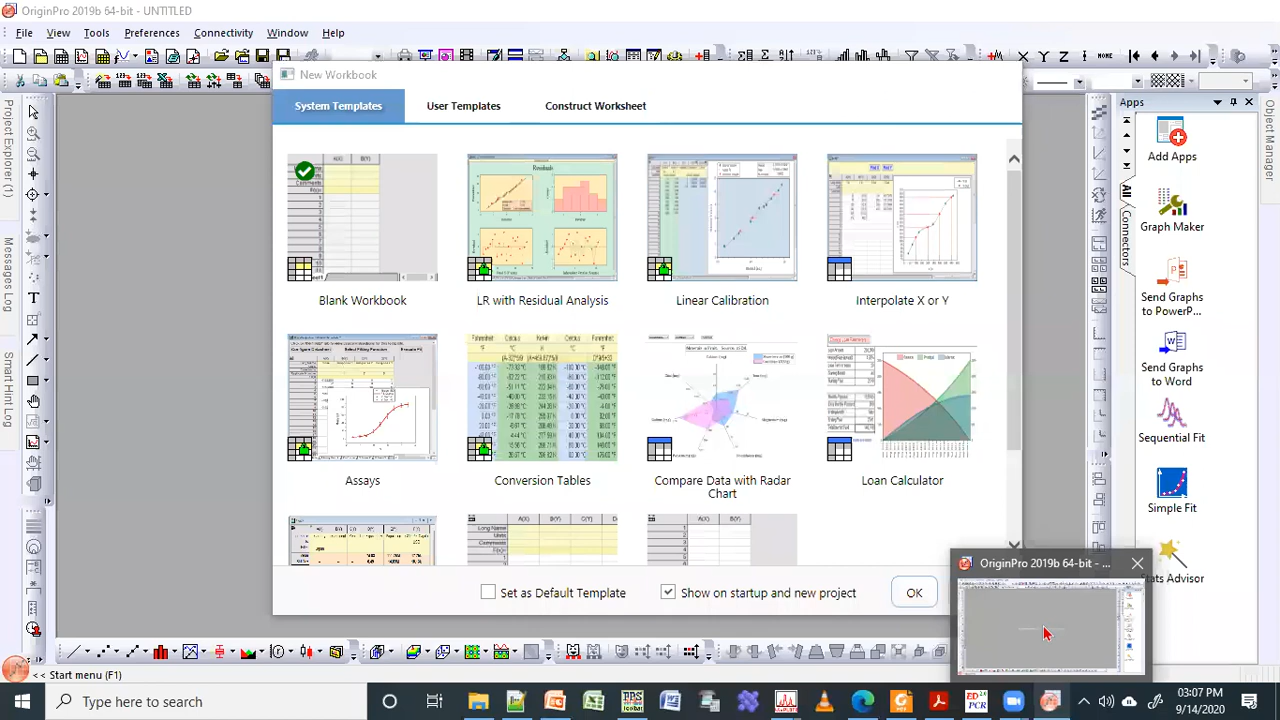 OriginPro 2019b 64-bit - UNTITLED
File View Tools Preferences Connectivity Window Help
New Workbook
System Templates User Templates Construct Worksheet
Blank Workbook
LR with Residual Analysis
Linear Calibration
Interpolate X or Y
Assays
Conversion Tables
Compare Data with Radar
Chart
Loan Calculator
Set as Default Template
Show on startup and new project
OK
Project Explorer (1)
Messages Log
Smart Hint Log
Apps
Add Apps
Graph Maker
Send Graphs
to PowerP...
Send Graphs
to Word
Sequential Fit
Simple Fit
Stats Advisor
All
Connectors
Object Manager
X Y Z NONE
OriginPro 2019b 64-bit - ...
Start menu (F1)
Type here to search
03:07 PM
9/14/2020